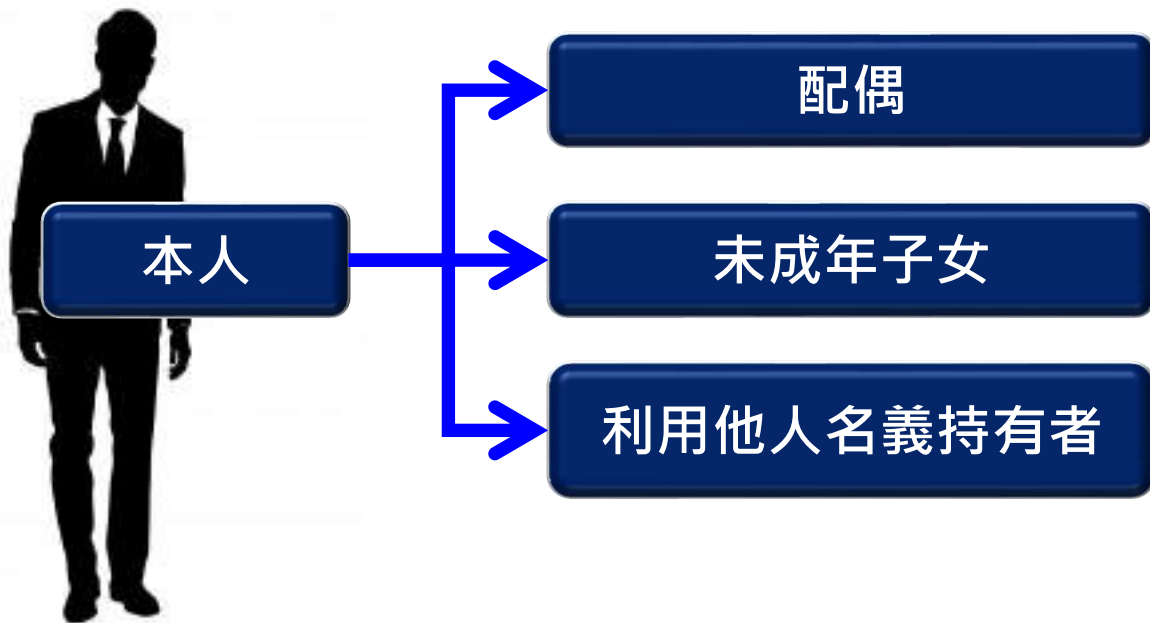 配偶
本人
未成年子女
利用他人名義持有者